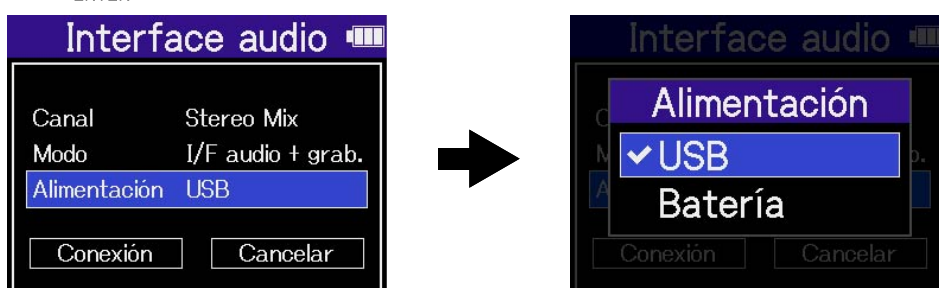 Interface audio
Canal Stereo Mix
Modo I/F audio + grab.
Alimentación USB
Conexión Cancelar
Interface audio
Alimentación
USB
Batería
Conexión Cancelar